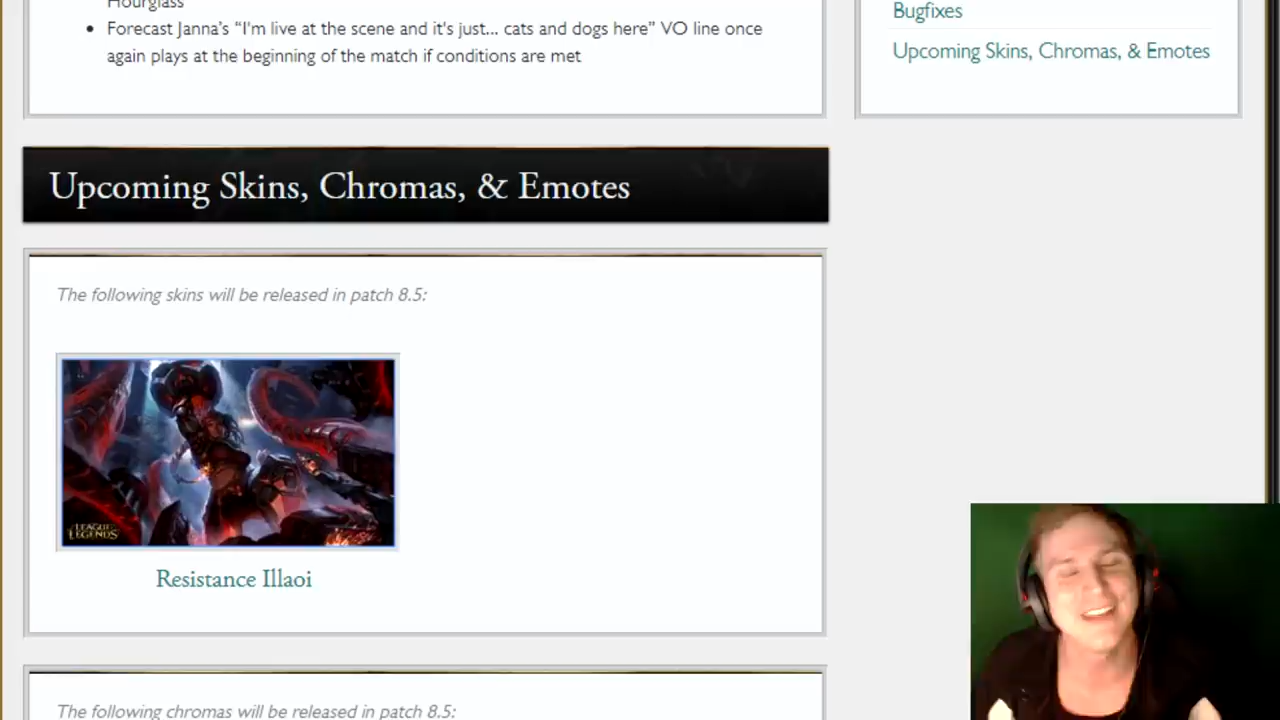 Hourglass
Forecast Janna’s “I'm live at the scene and it's just... cats and dogs here” VO line once
again plays at the beginning of the match if conditions are met
Bugfixes
Upcoming Skins, Chromas, & Emotes
Upcoming Skins, Chromas, & Emotes
The following skins will be released in patch 8.5:
LEAGUE of
LEGENDS
Resistance Illaoi
The following chromas will be released in patch 8.5: